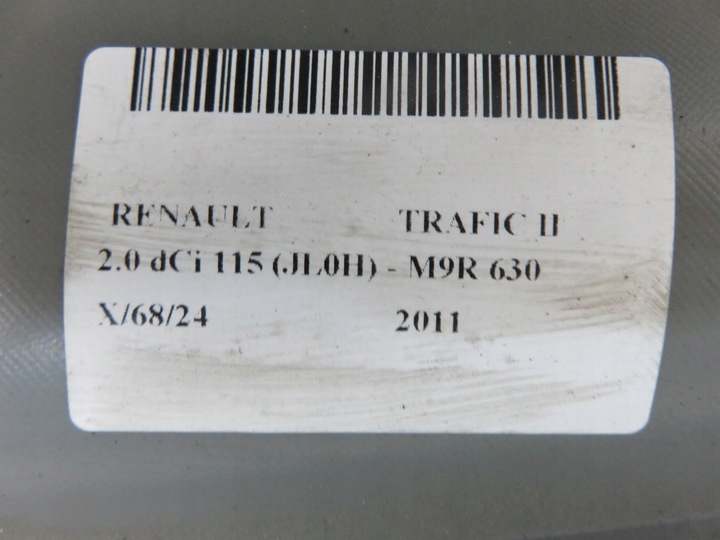 RENAULT TRAFIC II
2.0 dCi 115 (JL0H) - M9R 630
X/68/24 2011